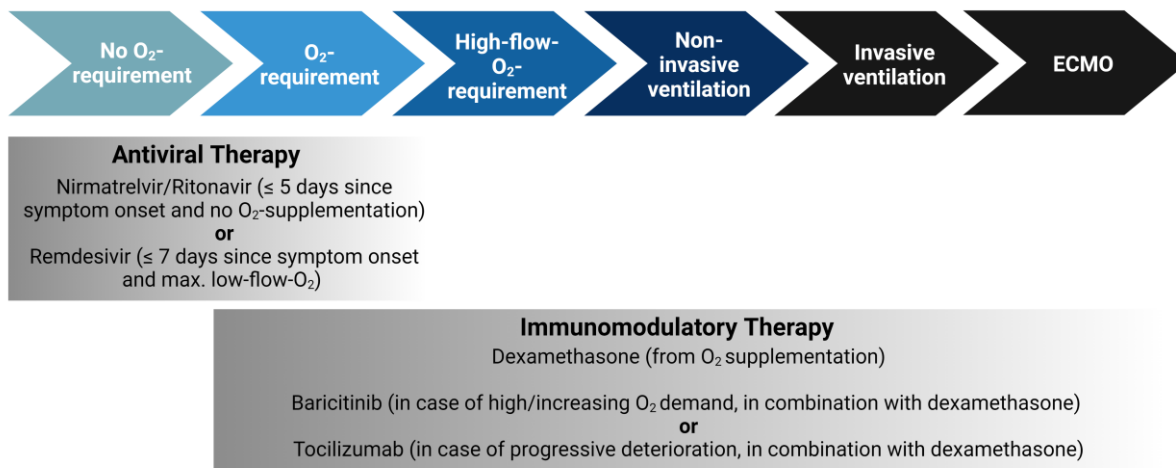 No O₂-
requirement
O₂-
requirement
High-flow-
O₂-
requirement
Non-
invasive
ventilation
Invasive
ventilation
ECMO
Antiviral Therapy
Nirmatrelvir/Ritonavir (≤ 5 days since
symptom onset and no O₂-supplementation)
or
Remdesivir (≤ 7 days since symptom onset
and max. low-flow-O₂)
Immunomodulatory Therapy
Dexamethasone (from O₂ supplementation)
Baricitinib (in case of high/increasing O₂ demand, in combination with dexamethasone)
or
Tocilizumab (in case of progressive deterioration, in combination with dexamethasone)